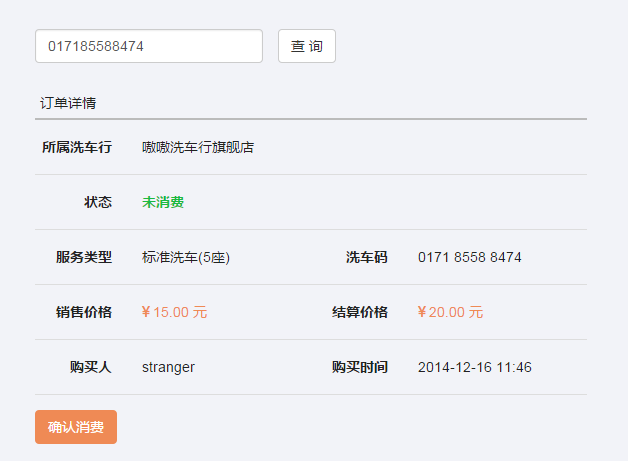 017185588474 查 询
订单详情
所属洗车行 嗷嗷洗车行旗舰店
状态 未消费
服务类型 标准洗车(5座) 洗车码 0171 8558 8474
销售价格 ¥ 15.00 元 结算价格 ¥ 20.00 元
购买人 stranger 购买时间 2014-12-16 11:46
确认消费